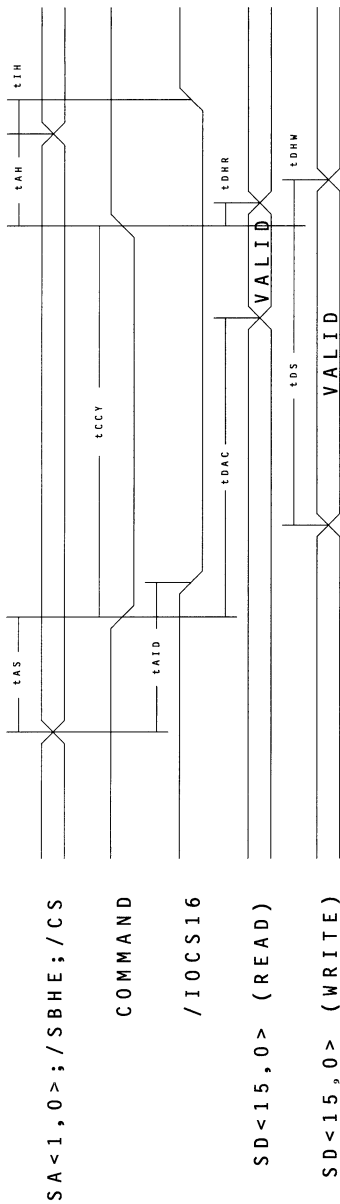 tAS
tAH
tIH
SA<1,0>;/SBHE;/CS
tCCY
COMMAND
tAID
/IOCS16
tDAC
tDHR
SD<15,0> (READ)
VALID
tDS
tDHW
SD<15,0> (WRITE)
VALID